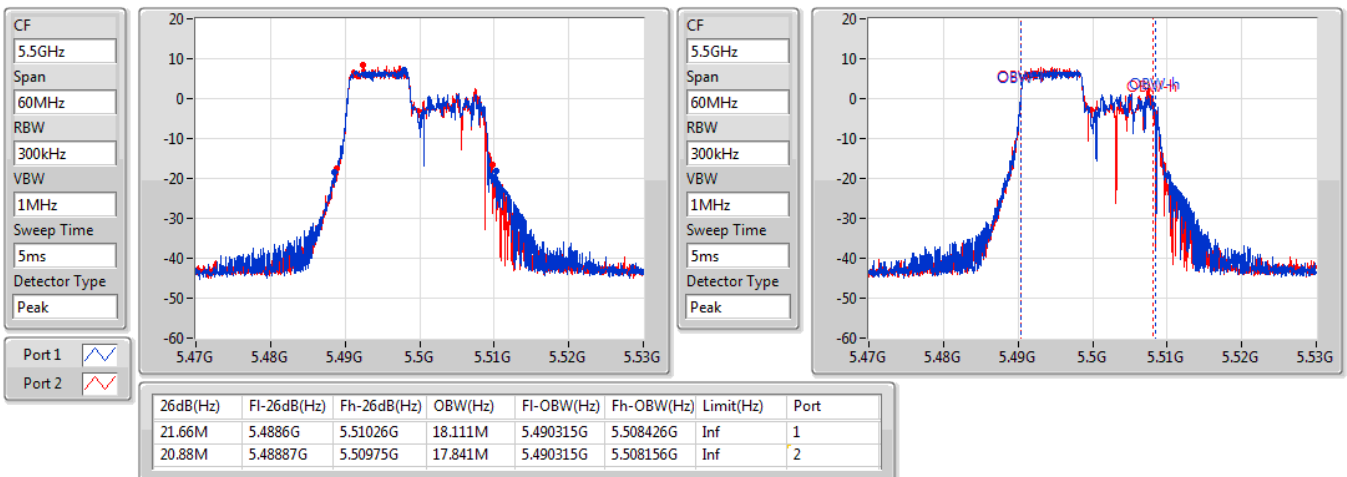 CF
5.5GHz
Span
60MHz
RBW
300kHz
VBW
1MHz
Sweep Time
5ms
Detector Type
Peak
Port 1
Port 2
20
10
0
-10
-20
-30
-40
-50
-60
5.47G 5.48G 5.49G 5.5G 5.51G 5.52G 5.53G
CF
5.5GHz
Span
60MHz
RBW
300kHz
VBW
1MHz
Sweep Time
5ms
Detector Type
Peak
20
10
0
-10
-20
-30
-40
-50
-60
OBW-h
5.47G 5.48G 5.49G 5.5G 5.51G 5.52G 5.53G
26dB(Hz) Fl-26dB(Hz) Fh-26dB(Hz) OBW(Hz) Fl-OBW(Hz) Fh-OBW(Hz) Limit(Hz) Port
21.66M 5.4886G 5.51026G 18.111M 5.490315G 5.508426G Inf 1
20.88M 5.48887G 5.50975G 17.841M 5.490315G 5.508156G Inf 2